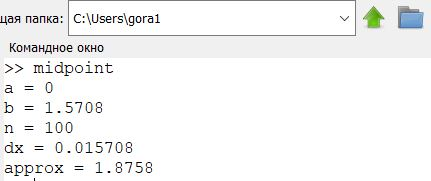 щая папка: C:\Users\gora1
Командное окно
>> midpoint
a = 0
b = 1.5708
n = 100
dx = 0.015708
approx = 1.8758